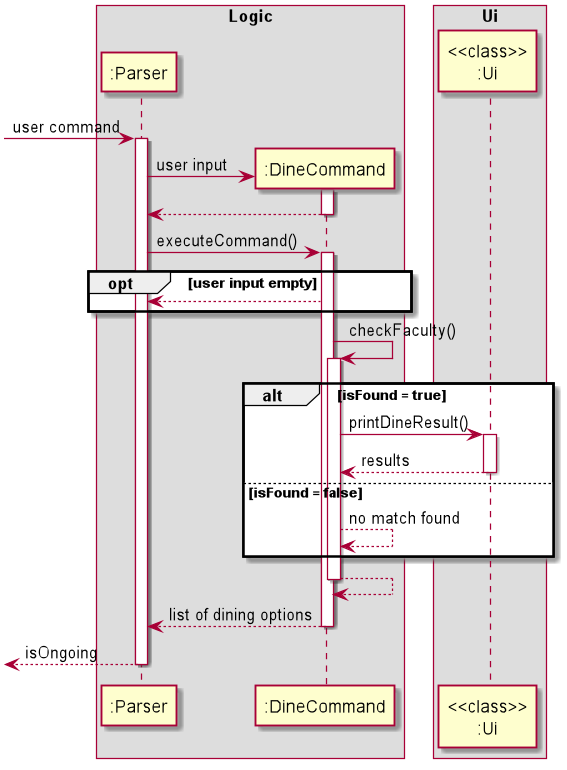 Logic
Ui
:Parser
<<class>>
:Ui
user command
user input
:DineCommand
executeCommand()
opt
[user input empty]
checkFaculty()
alt
[isFound = true]
printDineResult()
results
[isFound = false]
no match found
list of dining options
isOngoing
:Parser
:DineCommand
<<class>>
:Ui